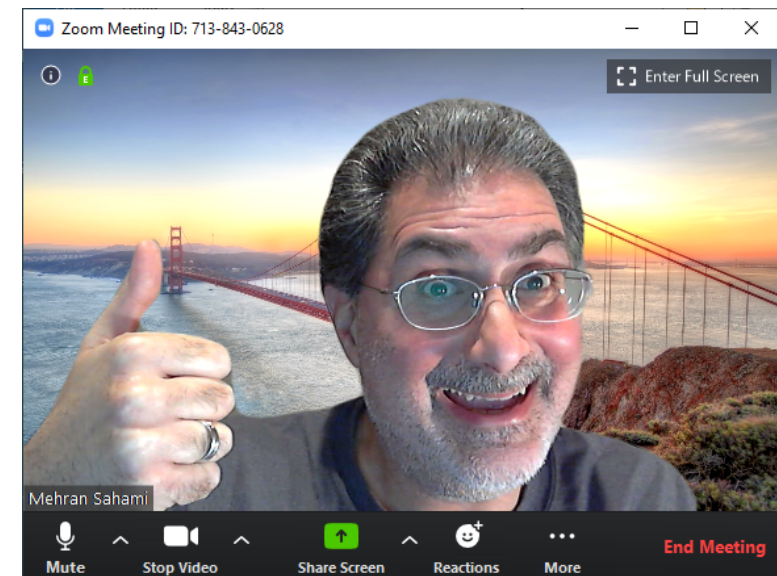 Zoom Meeting ID: 713-843-0628
Enter Full Screen
Mehran Sahami
Mute
Stop Video
Share Screen
Reactions
More
End Meeting